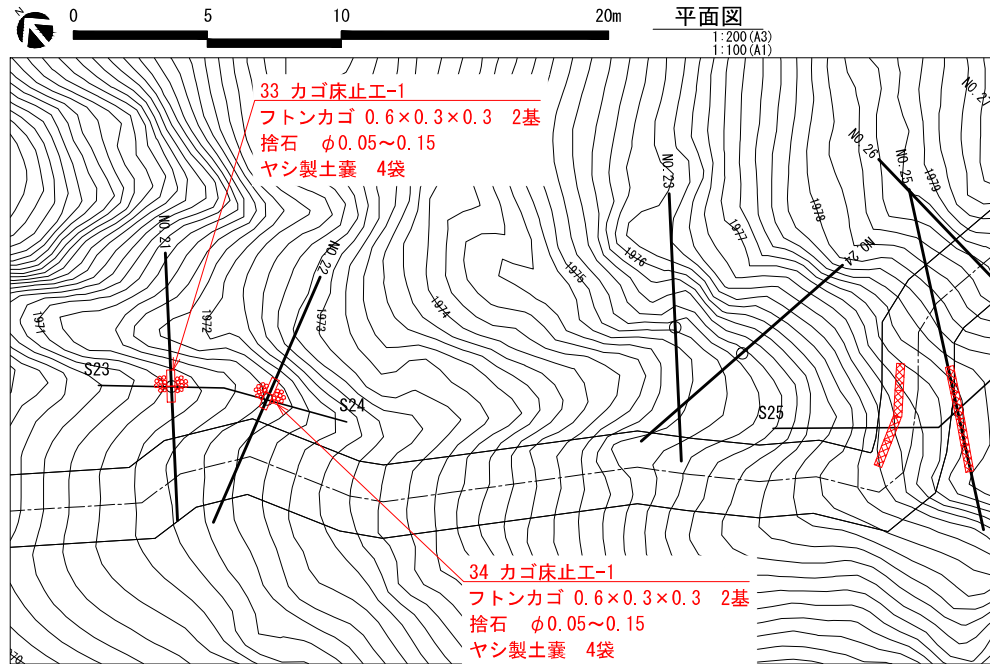 N
0 5 10 20m
平面図
1:200(A3)
1:100(A1)
33 カゴ床止工-1
フトンカゴ 0.6×0.3×0.3 2基
捨石 φ0.05～0.15
ヤシ製土嚢 4袋
NO.27
NO.26
NO.25
1979
NO.23
1978
1977
NO.21
NO.22
NO.24
1976
1975
1974
1973
1972
1971
S23
S24
S25
34 カゴ床止工-1
フトンカゴ 0.6×0.3×0.3 2基
捨石 φ0.05～0.15
ヤシ製土嚢 4袋